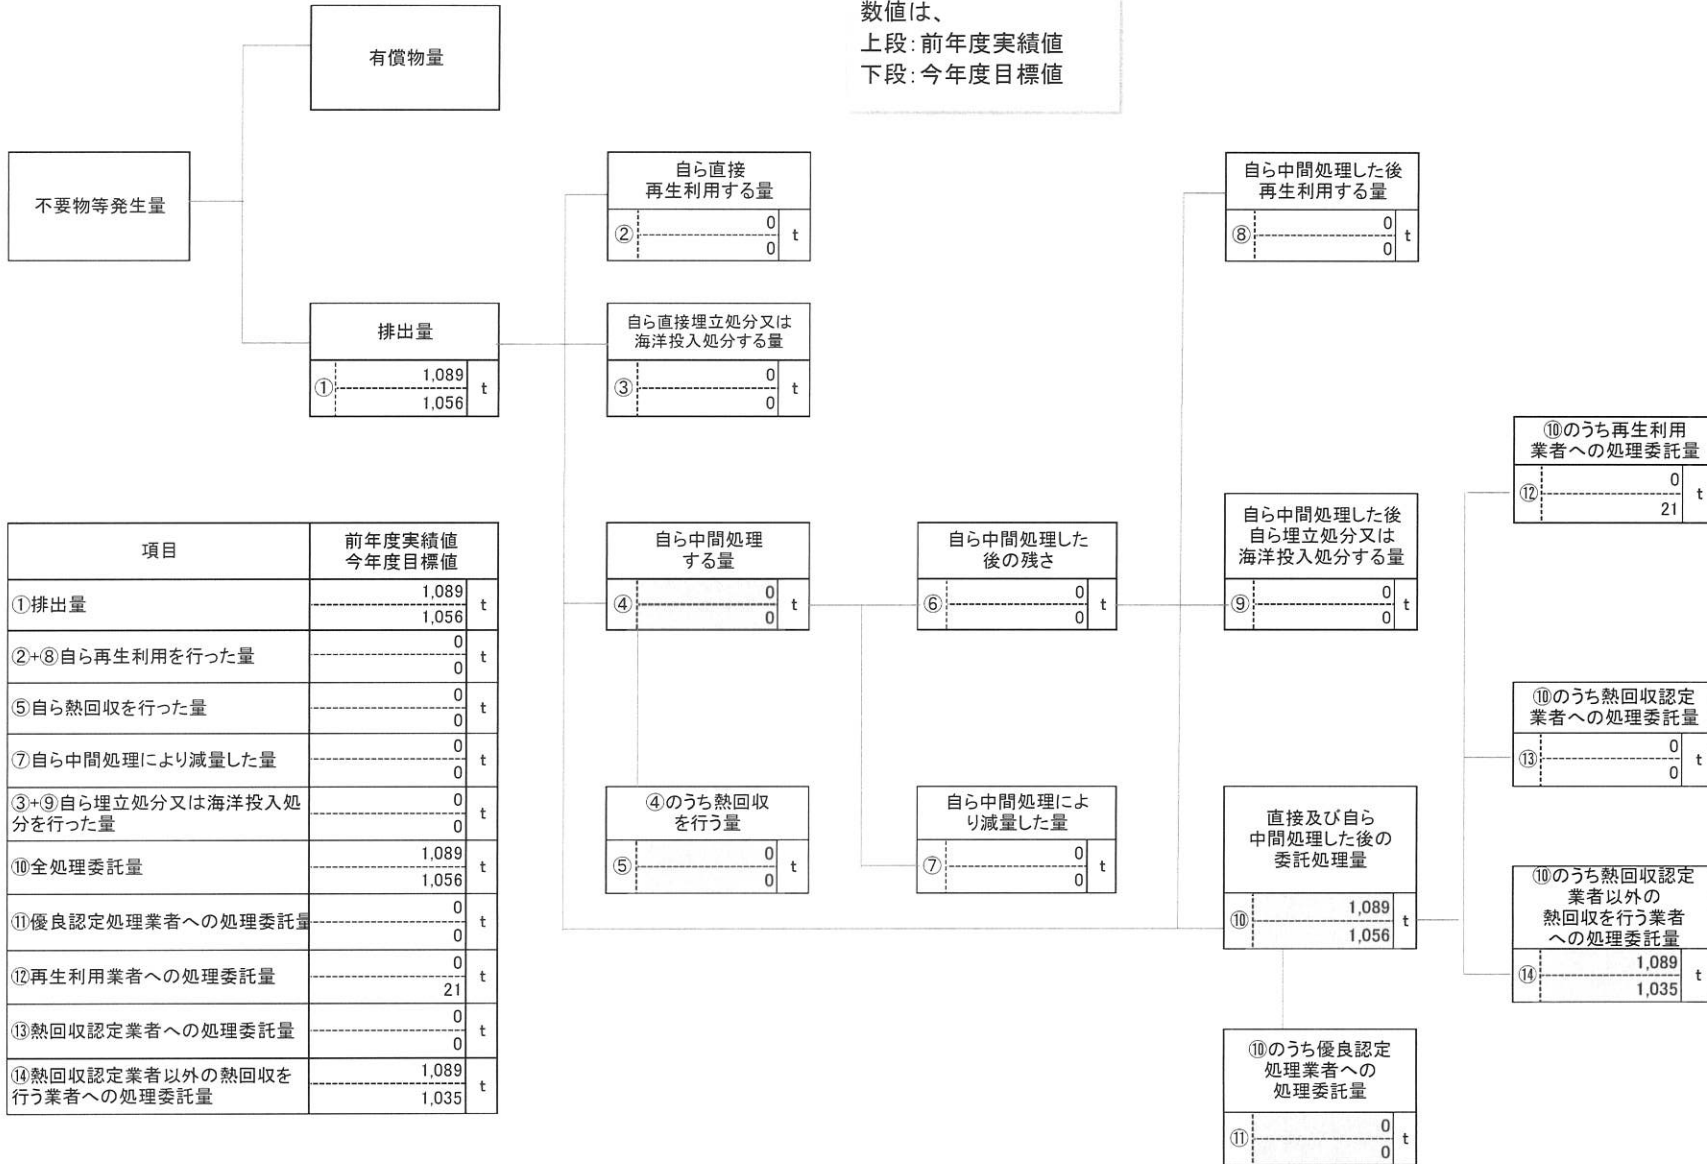 数値は、
上段：前年度実績値
下段：今年度目標値
有償物量
不要物等発生量
排出量
①
1,089
1,056
t
自ら直接
再生利用する量
②
0
0
t
自ら直接埋立処分又は
海洋投入処分する量
③
0
0
t
自ら中間処理
する量
④
0
0
t
④のうち熱回収
を行う量
⑤
0
0
t
自ら中間処理した
後の残さ
⑥
0
0
t
自ら中間処理によ
り減量した量
⑦
0
0
t
自ら中間処理した後
再生利用する量
⑧
0
0
t
自ら中間処理した後
自ら埋立処分又は
海洋投入処分する量
⑨
0
0
t
直接及び自ら
中間処理した後の
委託処理量
⑩
1,089
1,056
t
⑩のうち優良認定
処理業者への
処理委託量
⑪
0
0
t
⑩のうち再生利用
業者への処理委託量
⑫
0
21
t
⑩のうち熱回収認定
業者への処理委託量
⑬
0
0
t
⑩のうち熱回収認定
業者以外の
熱回収を行う業者
への処理委託量
⑭
1,089
1,035
t
項目
前年度実績値
今年度目標値
①排出量
1,089
1,056
t
②+⑧自ら再生利用を行った量
0
0
t
⑤自ら熱回収を行った量
0
0
t
⑦自ら中間処理により減量した量
0
0
t
③+⑨自ら埋立処分又は海洋投入処
分を行った量
0
0
t
⑩全処理委託量
1,089
1,056
t
⑪優良認定処理業者への処理委託量
0
0
t
⑫再生利用業者への処理委託量
0
21
t
⑬熱回収認定業者への処理委託量
0
0
t
⑭熱回収認定業者以外の熱回収を
行う業者への処理委託量
1,089
1,035
t